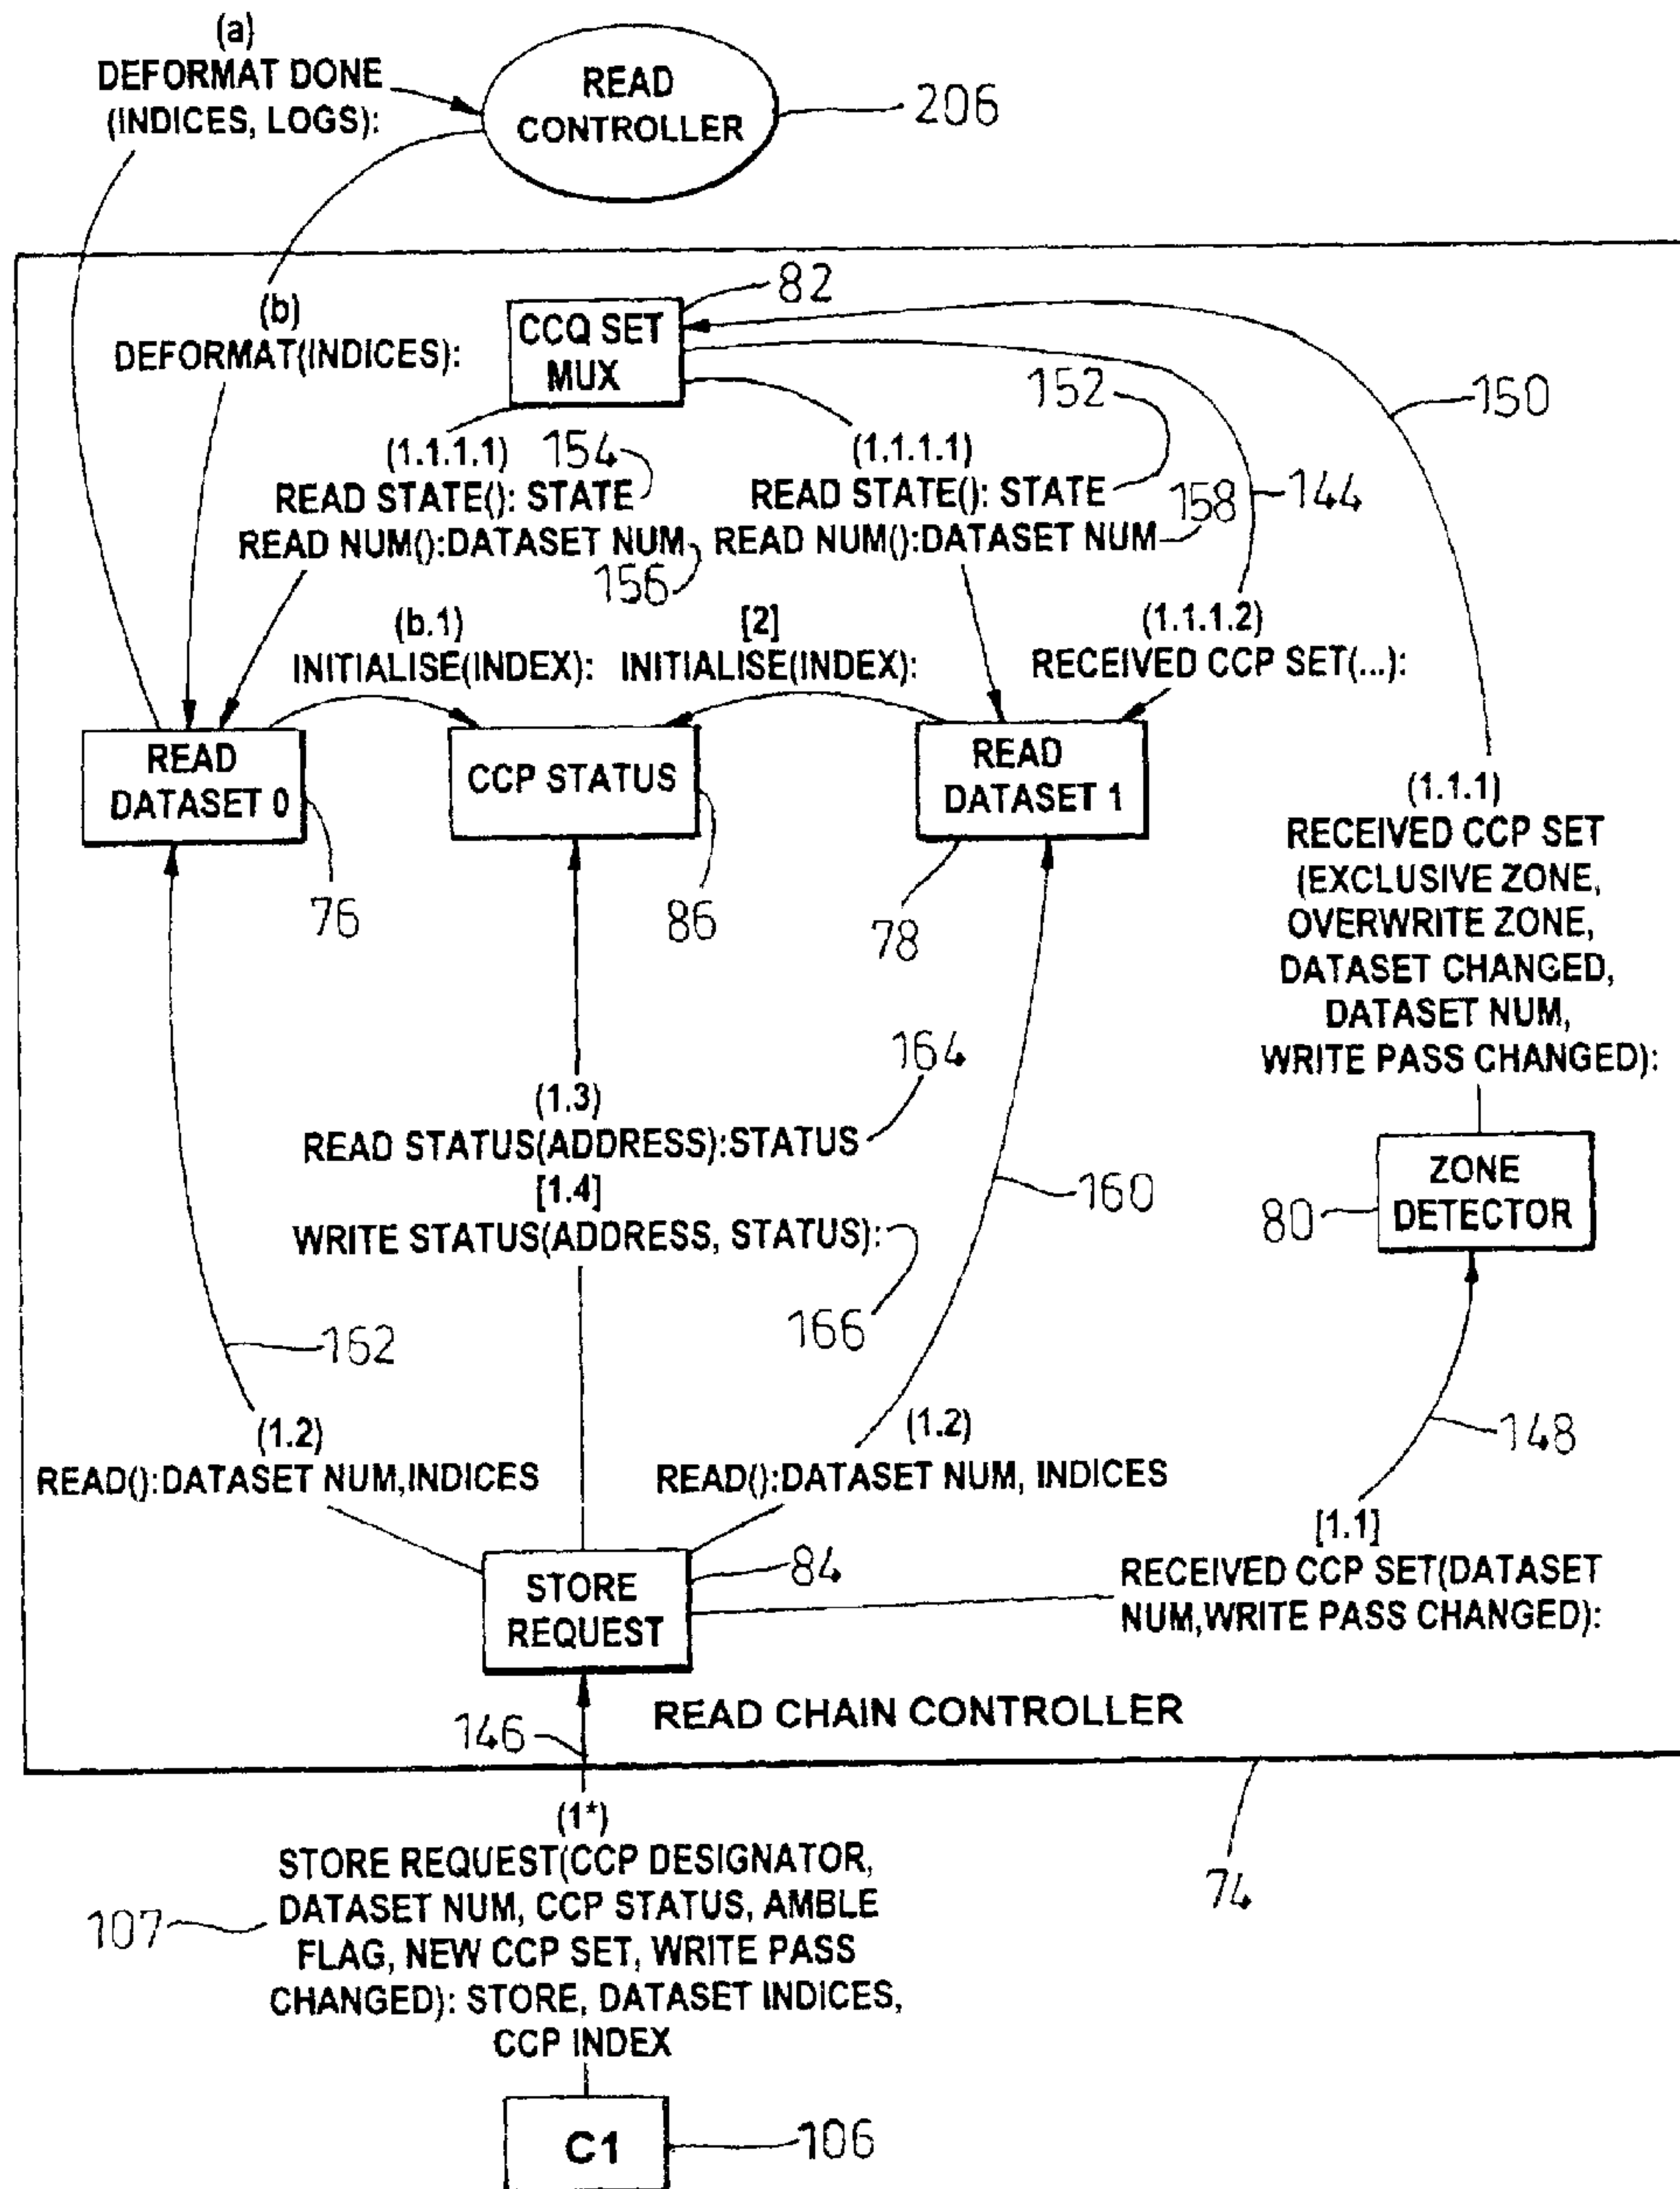 (a)
DEFORMAT DONE
(INDICES, LOGS):
READ
CONTROLLER
206
82
CCQ SET
MUX
(b)
DEFORMAT(INDICES):
152
150
(1.1.1.1)
154
READ STATE(): STATE
READ NUM():DATASET NUM
156
(1.1.1.1)
READ STATE(): STATE
READ NUM():DATASET NUM
158
144
(b.1)
INITIALISE(INDEX):
[2]
INITIALISE(INDEX):
(1.1.1.2)
RECEIVED CCP SET(...):
READ
DATASET 0
CCP STATUS
READ
DATASET 1
76
86
78
(1.1.1)
RECEIVED CCP SET
(EXCLUSIVE ZONE,
OVERWRITE ZONE,
DATASET CHANGED,
DATASET NUM,
WRITE PASS CHANGED):
164
(1.3)
READ STATUS(ADDRESS):STATUS
[1.4]
WRITE STATUS(ADDRESS, STATUS):
166
160
ZONE
DETECTOR
80
162
148
(1.2)
READ():DATASET NUM,INDICES
(1.2)
READ():DATASET NUM, INDICES
[1.1]
RECEIVED CCP SET(DATASET
NUM,WRITE PASS CHANGED):
STORE
REQUEST
84
READ CHAIN CONTROLLER
146
74
(1*)
STORE REQUEST(CCP DESIGNATOR,
DATASET NUM, CCP STATUS, AMBLE
FLAG, NEW CCP SET, WRITE PASS
CHANGED): STORE, DATASET INDICES,
CCP INDEX
107
C1
106